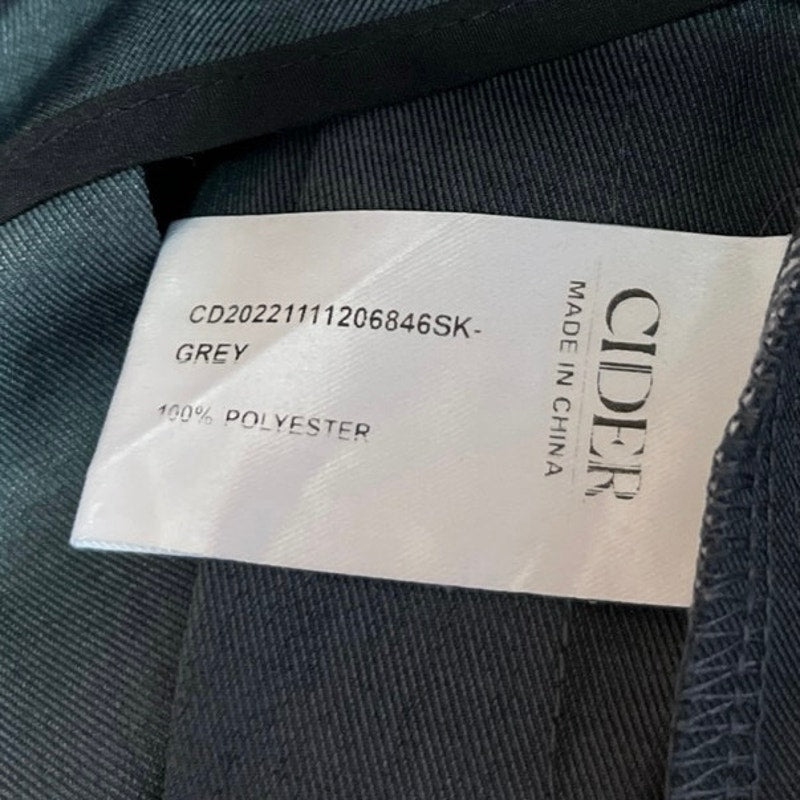 CD20221111206846SK-
GREY
100% POLYESTER
CIDER
MADE IN CHINA